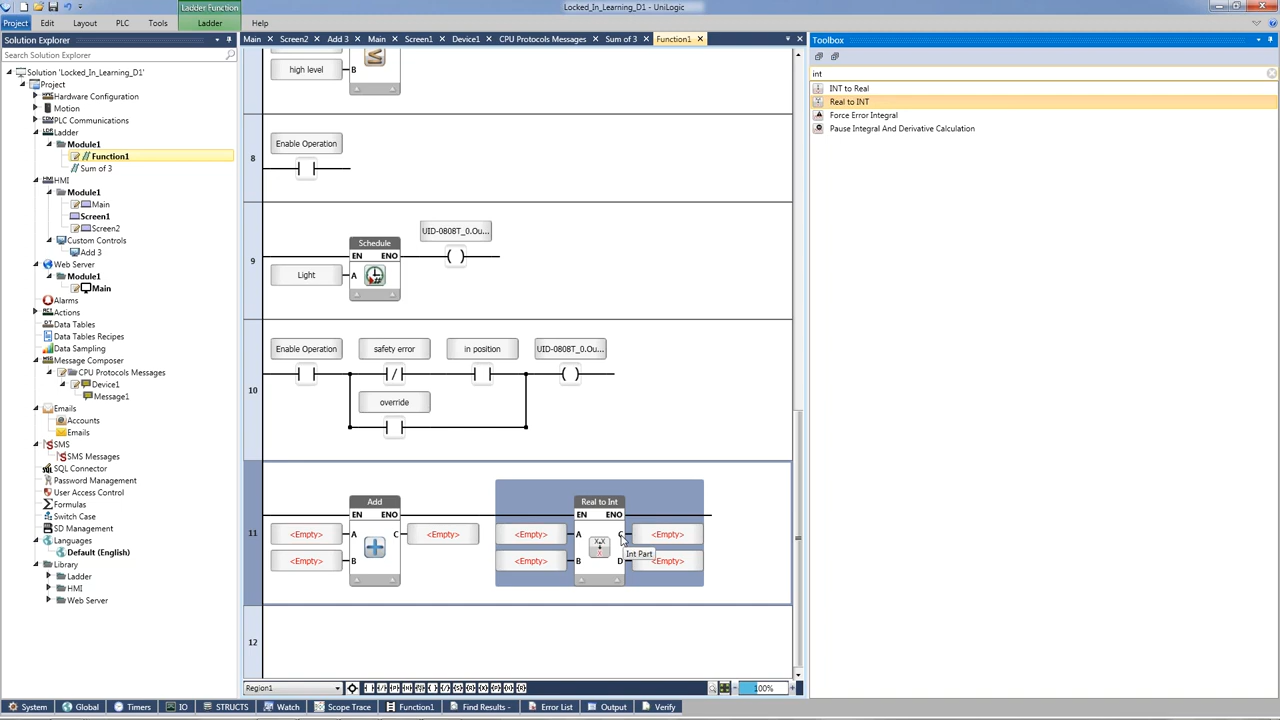 Ladder Function
Locked_In_Learning_D1* - UniLogic
Project
Edit
Layout
PLC
Tools
Ladder
Help
Solution Explorer
Main
Screen2
Add 3
Main
Screen1
Device1
CPU Protocols Messages
Sum of 3
Function1
Toolbox
Search Solution Explorer
int
Solution 'Locked_In_Learning_D1'
Project
Hardware Configuration
Motion
PLC Communications
Ladder
Module1
Function1
Sum of 3
HMI
Module1
Main
Screen1
Screen2
Custom Controls
Add 3
Web Server
Module1
Main
Alarms
Actions
Data Tables
Data Tables Recipes
Data Sampling
Message Composer
CPU Protocols Messages
Device1
Message1
Emails
Accounts
Emails
SMS
SMS Messages
SQL Connector
Password Management
User Access Control
Formulas
Switch Case
SD Management
Languages
Default (English)
Library
Ladder
HMI
Web Server
high level
B
8
Enable Operation
9
Schedule
EN ENO
Light
A
UID-0808T_0.Ou...
10
Enable Operation
safety error
in position
UID-0808T_0.Ou...
override
11
Add
EN ENO
<Empty> A C <Empty>
<Empty> B
Real to Int
EN ENO
<Empty> A C <Empty>
<Empty> B D <Empty>
Int Part
12
INT to Real
Real to INT
Force Error Integral
Pause Integral And Derivative Calculation
Region1
100%
System
Global
Timers
IO
STRUCTS
Watch
Scope Trace
Function1
Find Results -
Error List
Output
Verify